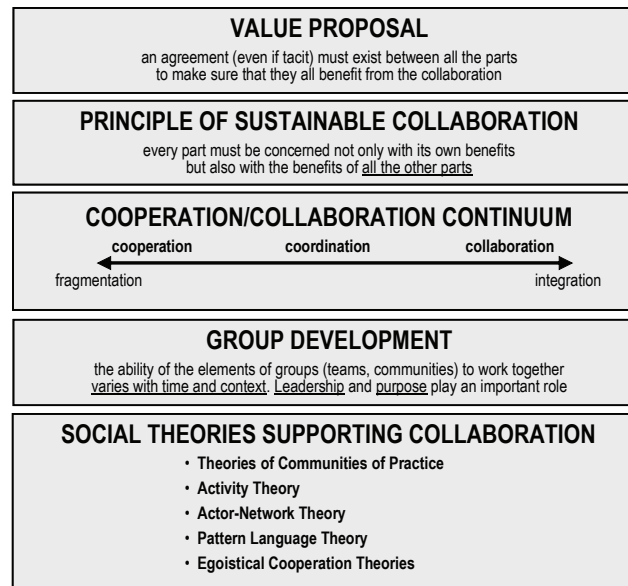 VALUE PROPOSAL
an agreement (even if tacit) must exist between all the parts
to make sure that they all benefit from the collaboration
PRINCIPLE OF SUSTAINABLE COLLABORATION
every part must be concerned not only with its own benefits
but also with the benefits of all the other parts
COOPERATION/COLLABORATION CONTINUUM
cooperation coordination collaboration
fragmentation integration
GROUP DEVELOPMENT
the ability of the elements of groups (teams, communities) to work together
varies with time and context. Leadership and purpose play an important role
SOCIAL THEORIES SUPPORTING COLLABORATION
• Theories of Communities of Practice
• Activity Theory
• Actor-Network Theory
• Pattern Language Theory
• Egoistical Cooperation Theories